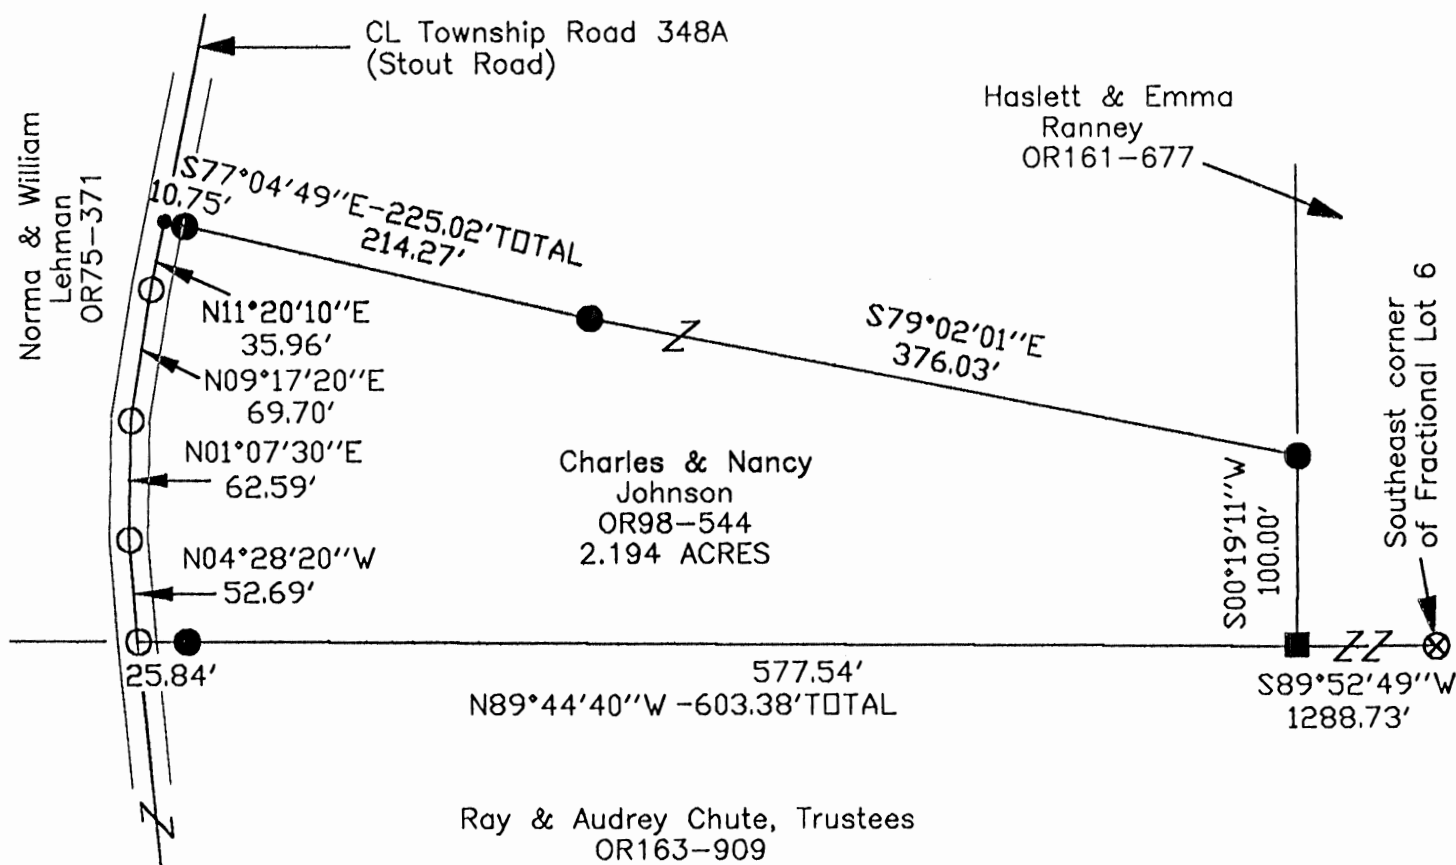 CL Township Road 348A
(Stout Road)
Haslett & Emma
Ranney
OR161-677
Norma & William
Lehman
OR75-371
S77°04'49''E-225.02'TOTAL
10.75'
214.27'
N11°20'10''E
35.96'
S79°02'01''E
376.03'
N09°17'20''E
69.70'
N01°07'30''E
62.59'
Charles & Nancy
Johnson
OR98-544
2.194 ACRES
N04°28'20''W
52.69'
S00°19'11''W
100.00'
Southeast corner
of Fractional Lot 6
25.84'
577.54'
N89°44'40''W -603.38'TOTAL
S89°52'49''W
1288.73'
Ray & Audrey Chute, Trustees
OR163-909